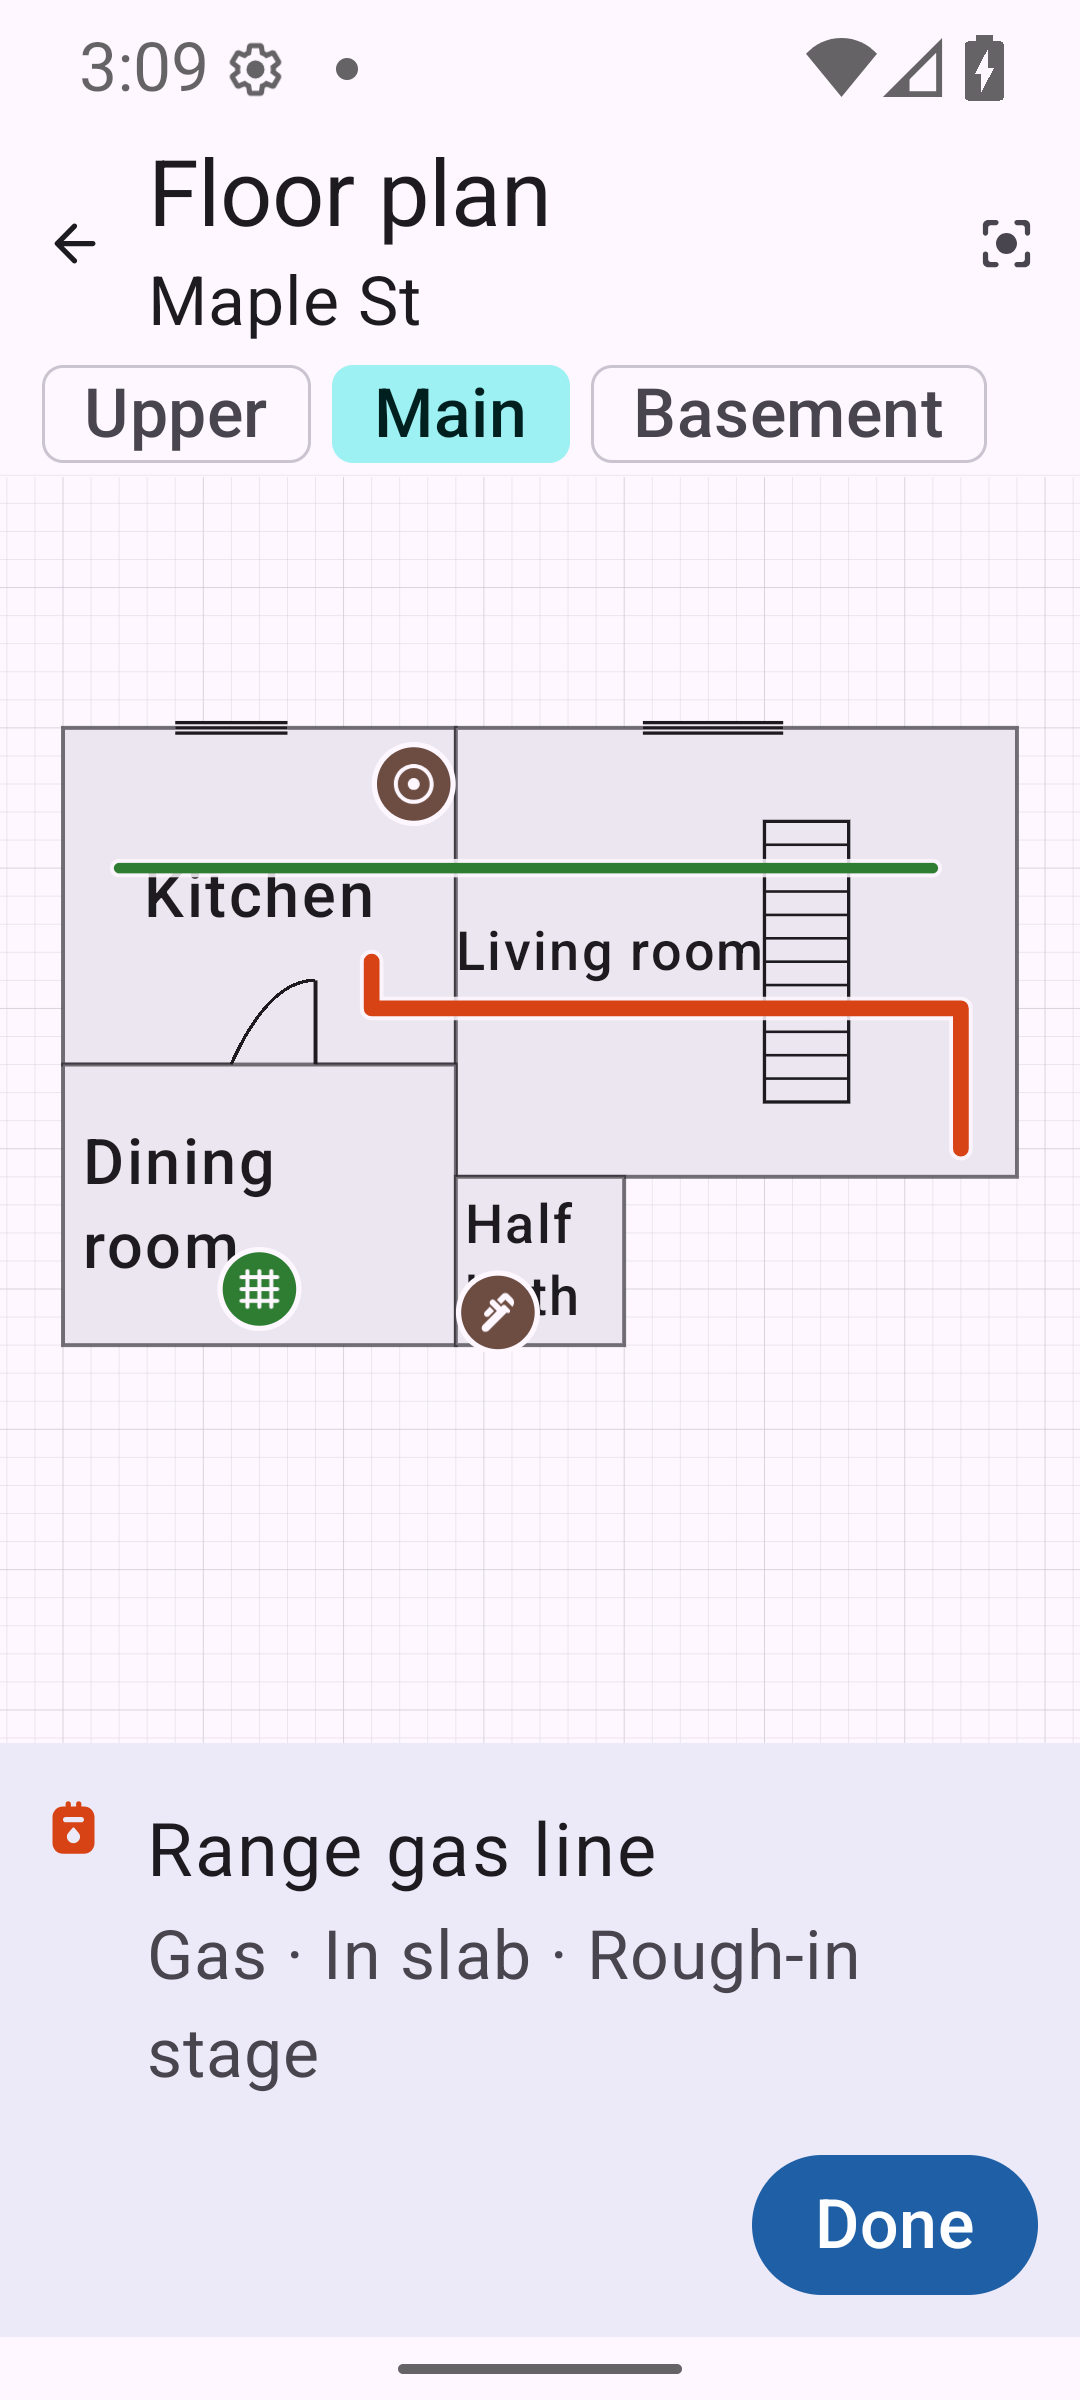 3:09
Floor plan
Maple St
Upper
Main
Basement
Kitchen
Living room
Dining
room
Half
Range gas line
Gas · In slab · Rough-in
stage
Done